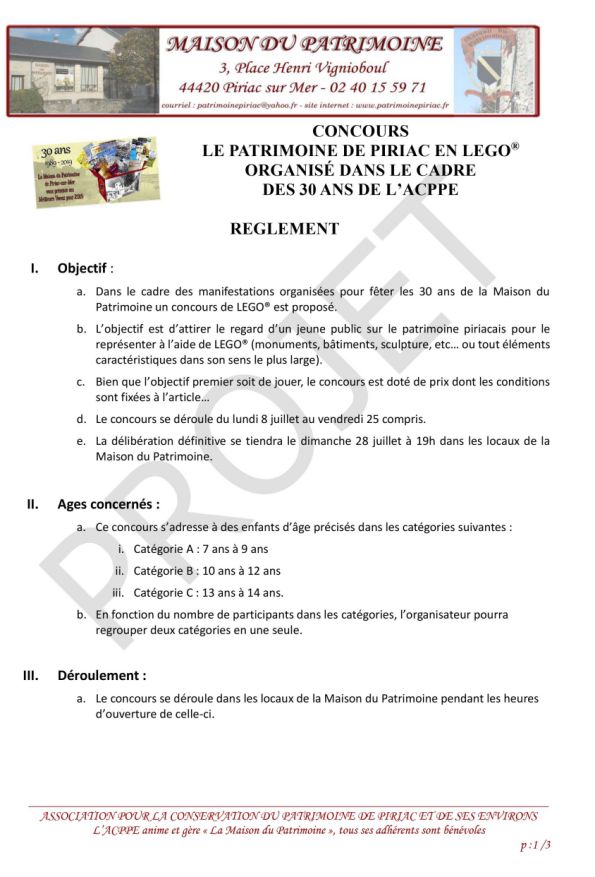 MAISON DU PATRIMOINE
3, Place Henri Vignioboul
44420 Piriac sur Mer - 02 40 15 59 71
courriel : patrimoinepiriac@yahoo.fr - site internet : www.patrimoinepiriac.fr
30 ans
1989 - 2019
La Maison du Patrimoine
de Piriac-sur-Mer
vous présente ses
Meilleurs Voeux pour 2019
CONCOURS
LE PATRIMOINE DE PIRIAC EN LEGO®
ORGANISÉ DANS LE CADRE
DES 30 ANS DE L’ACPPE
REGLEMENT
I. Objectif :
a. Dans le cadre des manifestations organisées pour fêter les 30 ans de la Maison du
Patrimoine un concours de LEGO® est proposé.
b. L’objectif est d’attirer le regard d’un jeune public sur le patrimoine piriacais pour le
représenter à l’aide de LEGO® (monuments, bâtiments, sculpture, etc… ou tout éléments
caractéristiques dans son sens le plus large).
c. Bien que l’objectif premier soit de jouer, le concours est doté de prix dont les conditions
sont fixées à l’article…
d. Le concours se déroule du lundi 8 juillet au vendredi 25 compris.
e. La délibération définitive se tiendra le dimanche 28 juillet à 19h dans les locaux de la
Maison du Patrimoine.
II. Ages concernés :
a. Ce concours s’adresse à des enfants d’âge précisés dans les catégories suivantes :
i. Catégorie A : 7 ans à 9 ans
ii. Catégorie B : 10 ans à 12 ans
iii. Catégorie C : 13 ans à 14 ans.
b. En fonction du nombre de participants dans les catégories, l’organisateur pourra
regrouper deux catégories en une seule.
III. Déroulement :
a. Le concours se déroule dans les locaux de la Maison du Patrimoine pendant les heures
d’ouverture de celle-ci.
PROJET
ASSOCIATION POUR LA CONSERVATION DU PATRIMOINE DE PIRIAC ET DE SES ENVIRONS
L’ACPPE anime et gère « La Maison du Patrimoine », tous ses adhérents sont bénévoles
p :1 /3